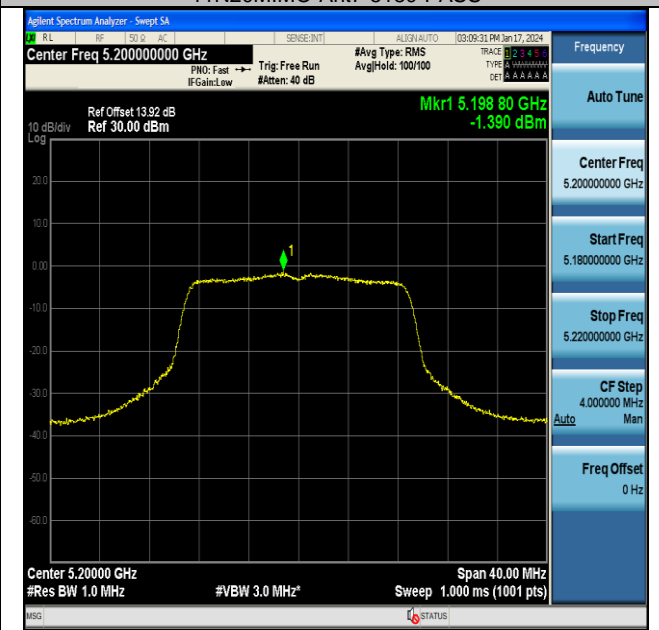 Agilent Spectrum Analyzer - Swept SA
RL RF 50 Ω AC SENSE:INT ALIGN AUTO 03:09:31 PM Jan 17, 2024
Center Freq 5.200000000 GHz
PNO: Fast
IFGain:Low
Trig: Free Run
#Atten: 40 dB
#Avg Type: RMS
Avg|Hold: 100/100
TRACE 1 2 3 4 5 6
TYPE A WWWWW
DET A A A A A A
Frequency
Mkr1 5.198 80 GHz
-1.390 dBm
Ref Offset 13.92 dB
10 dB/div Ref 30.00 dBm
Log
20.0
10.0
0.00
-10.0
-20.0
-30.0
-40.0
-50.0
-60.0
1
Auto Tune
Center Freq
5.200000000 GHz
Start Freq
5.180000000 GHz
Stop Freq
5.220000000 GHz
CF Step
4.000000 MHz
Auto Man
Freq Offset
0 Hz
Center 5.20000 GHz Span 40.00 MHz
#Res BW 1.0 MHz #VBW 3.0 MHz* Sweep 1.000 ms (1001 pts)
MSG STATUS